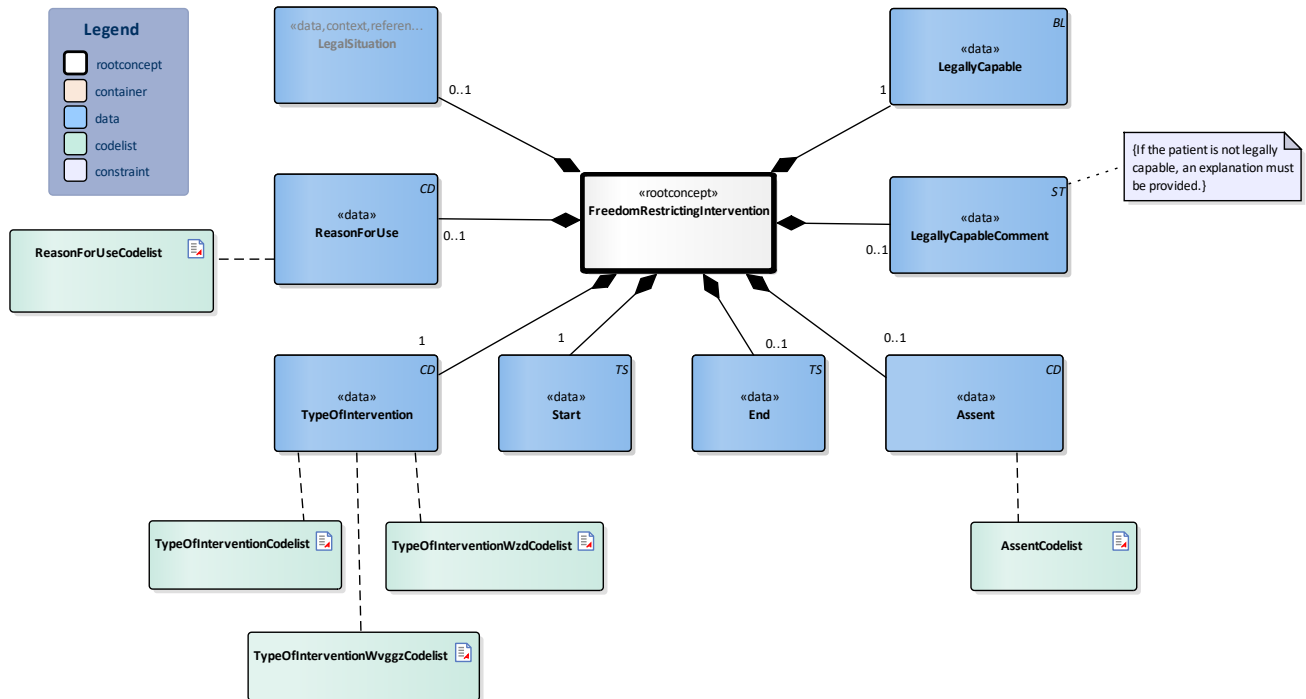 Legend
rootconcept
container
data
codelist
constraint
«data,context,referen...
LegalSituation
0..1
BL
«data»
LegallyCapable
1
{If the patient is not legally
capable, an explanation must
be provided.}
«rootconcept»
FreedomRestrictingIntervention
CD
«data»
ReasonForUse
0..1
ST
«data»
LegallyCapableComment
0..1
ReasonForUseCodelist
1
CD
«data»
TypeOfIntervention
1
TS
«data»
Start
0..1
TS
«data»
End
0..1
CD
«data»
Assent
TypeOfInterventionCodelist
TypeOfInterventionWzdCodelist
AssentCodelist
TypeOfInterventionWvggzCodelist